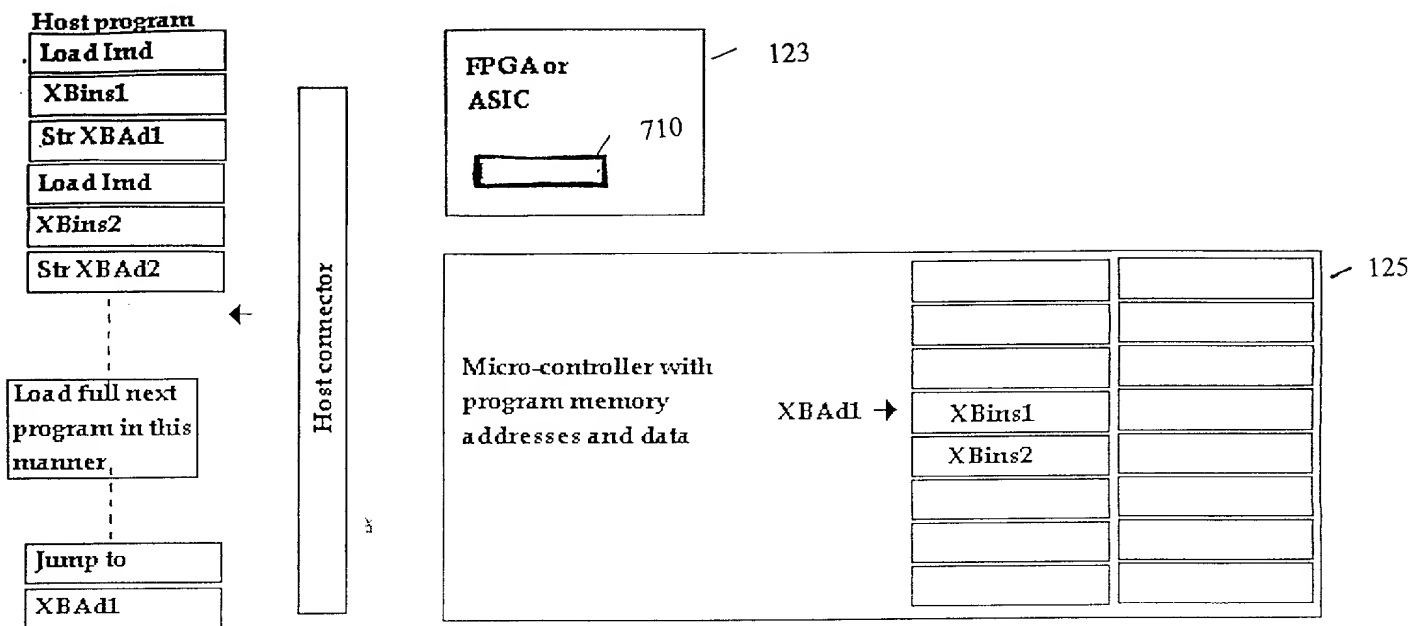 Host program
Load Imd
XBins1
Str XBAd1
Load Imd
XBins2
Str XBAd2
Load full next
program in this
manner
Jump to
XBAd1
Host connector
FPGA or
ASIC
710
123
Micro-controller with
program memory
addresses and data
XBAd1
XBins1
XBins2
125